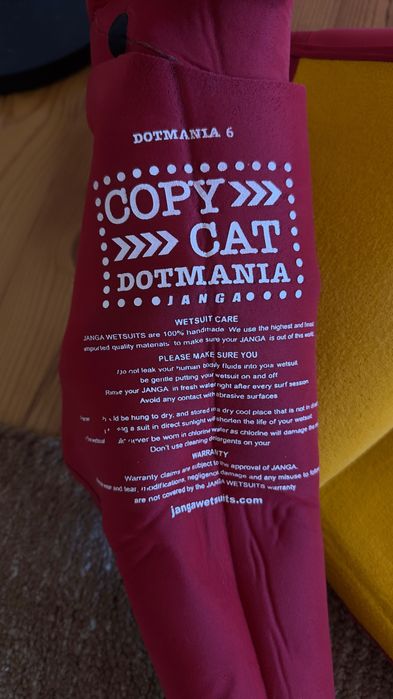 DOTMANIA 6
COPY >>>
>>>> CAT
DOTMANIA
JANGA
WETSUIT CARE
JANGA WETSUITS are 100% handmade. We use the highest and finest
imported quality materials to make sure your JANGA is out of this world
PLEASE MAKE SURE YOU
Do not leak your human bodily fluids into your wetsuit
be gentle putting your wetsuit on and off
Rinse your JANGA in fresh water right after every surf session
Avoid any contact with abrasive surfaces
be hung to dry, and stored in a dry cool place that is not in
a suit in direct sunlight will shorten the life of your wetsuit
never be worn in chlorine water as chlorine will damage the
Don't use cleaning detergents on your
WARRANTY
Warranty claims are subject to the approval of JANGA.
wear and tear, modifications, negligence damage and any misuse to
are not covered by the JANGA WETSUITS warranty
jangawetsuits.com